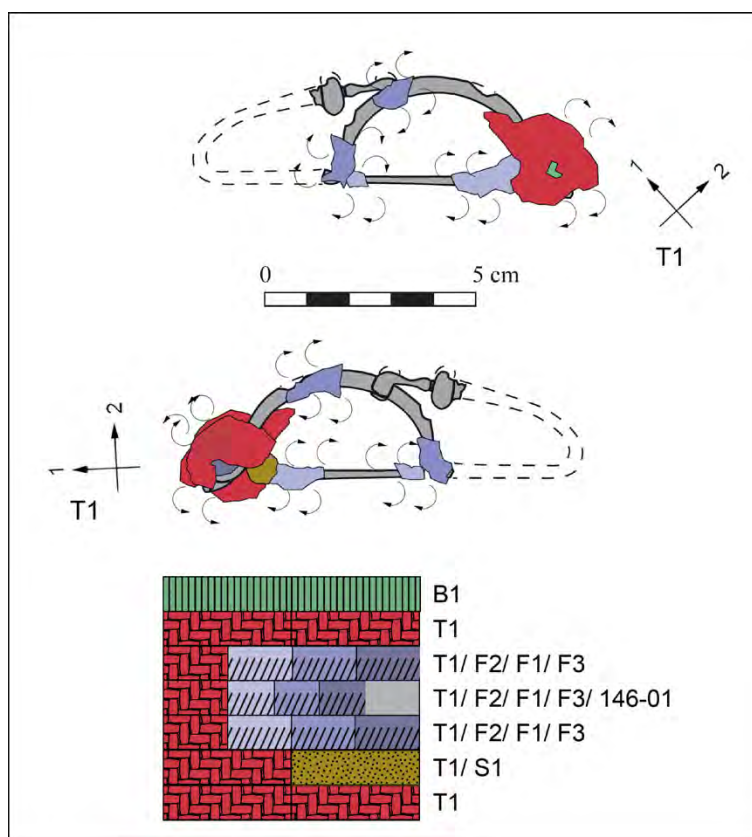 1
2
T1
0
5 cm
2
1
T1
B1
T1
T1/ F2/ F1/ F3
T1/ F2/ F1/ F3/ 146-01
T1/ F2/ F1/ F3
T1/ S1
T1